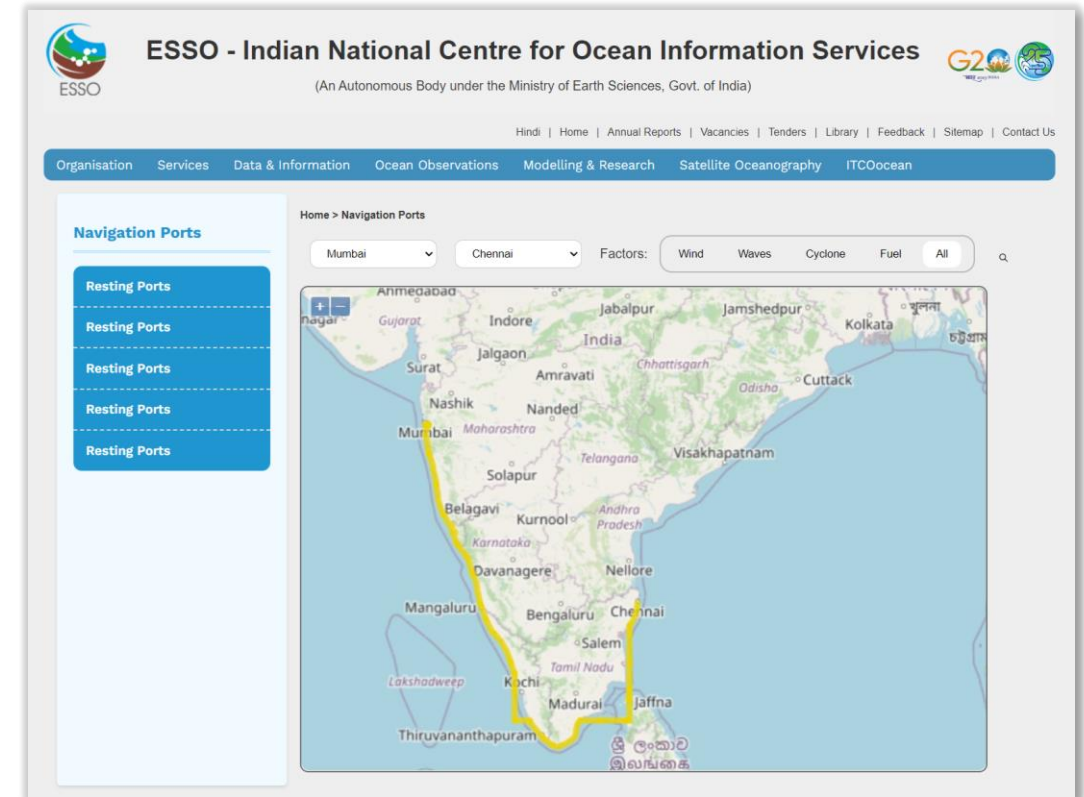 ESSO - Indian National Centre for Ocean Information Services
(An Autonomous Body under the Ministry of Earth Sciences, Govt. of India)
ESSO
G20
Hindi | Home | Annual Reports | Vacancies | Tenders | Library | Feedback | Sitemap | Contact Us
Organisation Services Data & Information Ocean Observations Modelling & Research Satellite Oceanography ITCOocean
Navigation Ports
Resting Ports
Resting Ports
Resting Ports
Resting Ports
Resting Ports
Home > Navigation Ports
Mumbai Chennai Factors: Wind Waves Cyclone Fuel All
+ −
Ahmedabad
nagar Gujarat Indore Jabalpur Jamshedpur Kolkata খুলনা
India
Surat Jalgaon Amravati Chhattisgarh Odisha Cuttack
Nashik Nanded
Mumbai Maharashtra
Telangana Visakhapatnam
Solapur
Belagavi Kurnool Andhra
Pradesh
Karnataka
Davanagere Nellore
Mangaluru Bengaluru Chennai
Salem
Tamil Nadu
Lakshadweep Kochi
Madurai Jaffna
Thiruvananthapuram
ශ්‍රී ලංකාව
இலங்கை